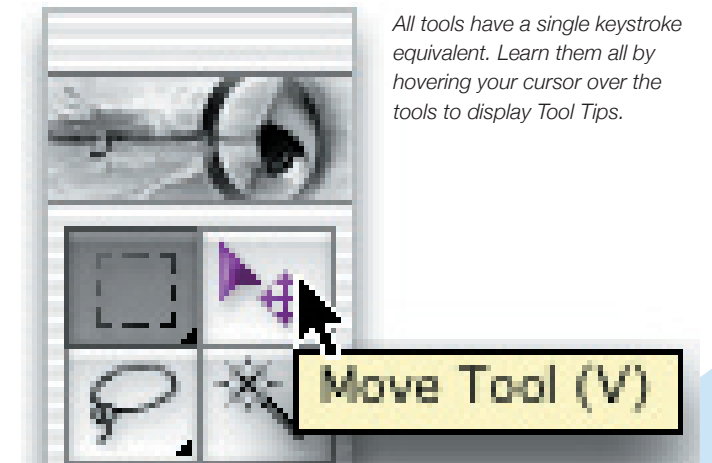 All tools have a single keystroke
equivalent. Learn them all by
hovering your cursor over the
tools to display Tool Tips.
Move Tool (V)